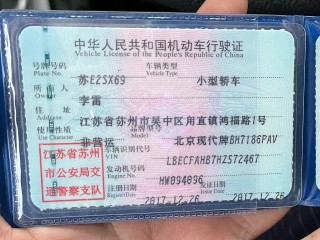 中华人民共和国机动车行驶证
Vehicle License of the People's Republic of China
号牌号码 苏EZSX69 车辆类型 小型轿车
Plate No. Vehicle Type
所有人 李雷
Owner
住址 江苏省苏州市吴中区甪直镇鸿福路1号
Address
使用性质 非营运 品牌型号 北京现代牌BH7186PAV
Use Character
江苏省苏州市公安局交通警察支队
车辆识别代号 LBECFAHB7HZ572467
VIN
发动机号码 HW894096
Engine No.
注册日期 2017-12-26 发证日期 2017-12-26